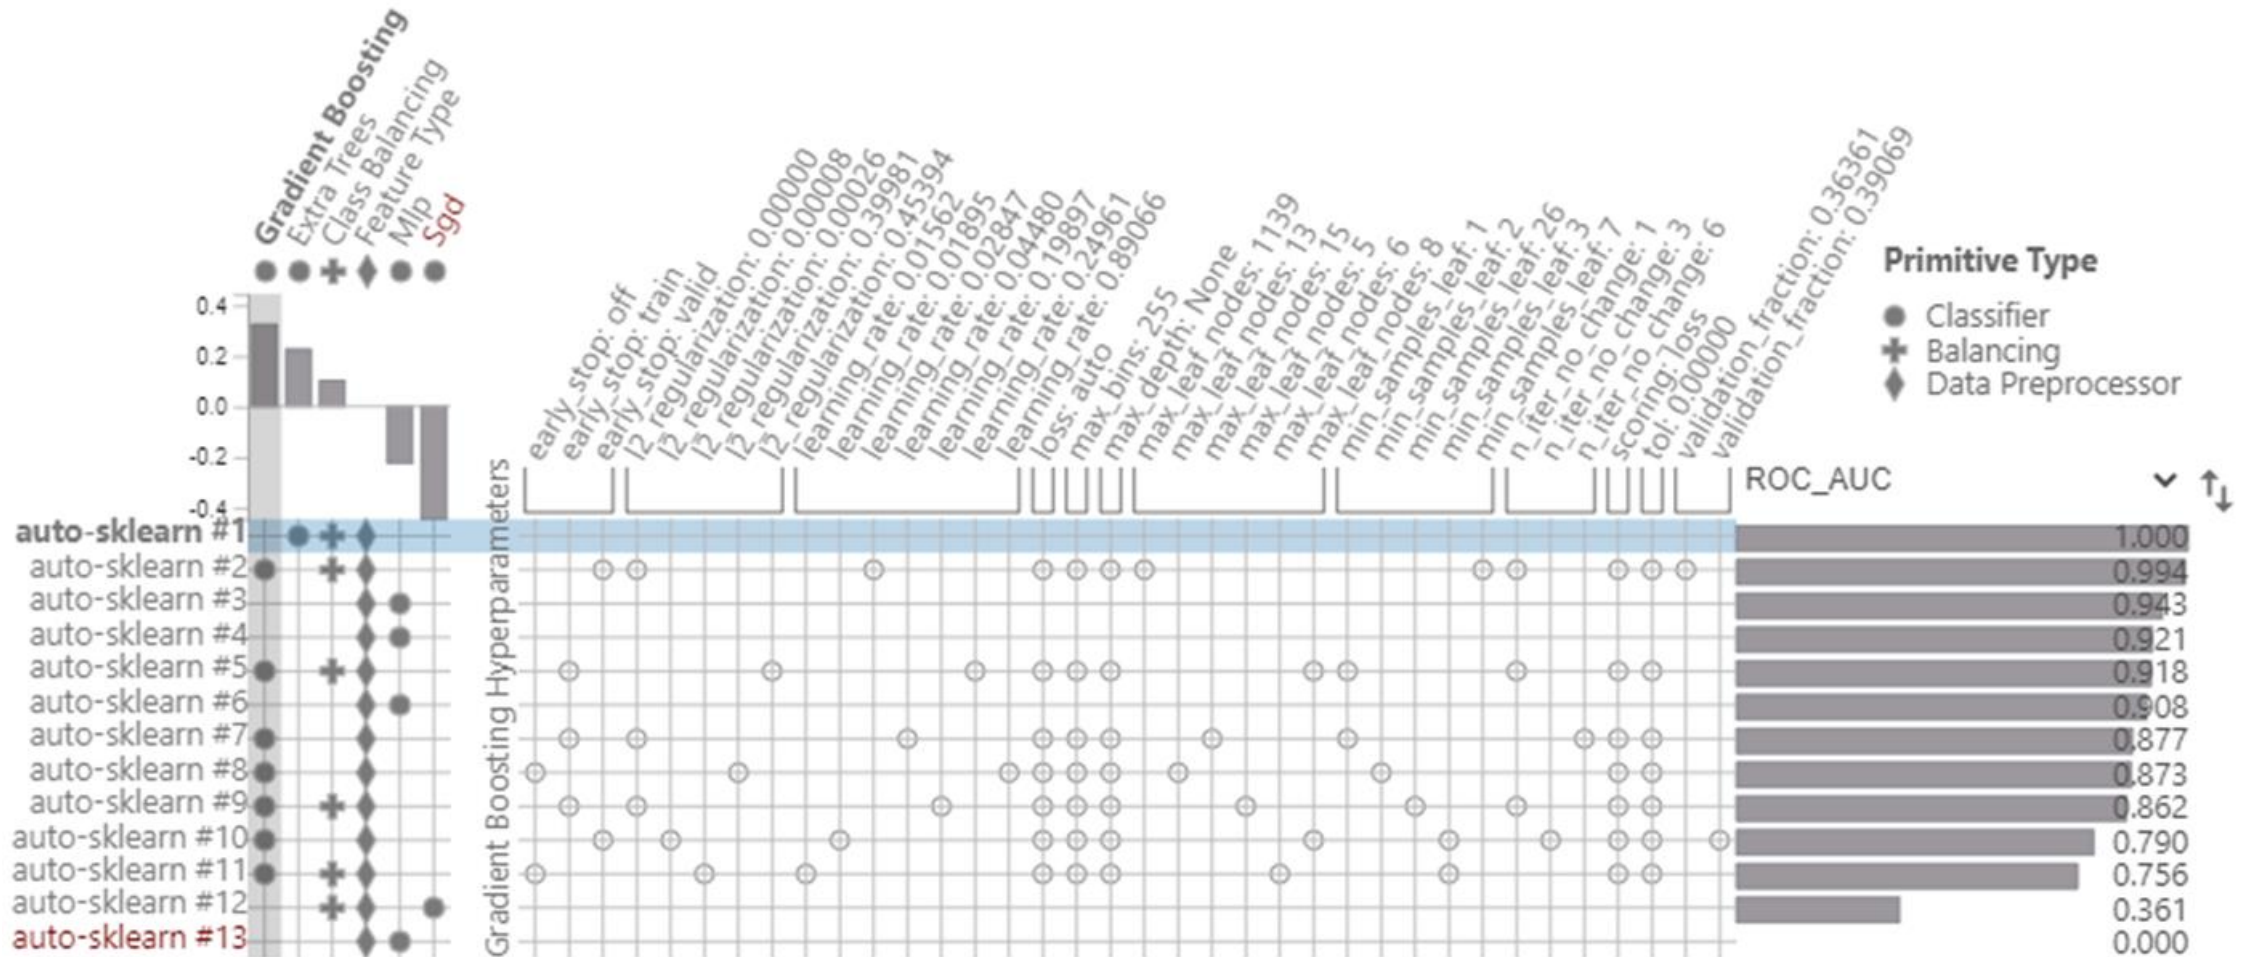 Gradient Boosting
Extra Trees
Class Balancing
Feature Type
Mlp
Sgd
0.4
0.2
0.0
-0.2
-0.4
early_stop: off
early_stop: train
early_stop: valid
l2_regularization: 0.00000
l2_regularization: 0.00008
l2_regularization: 0.00026
l2_regularization: 0.39981
l2_regularization: 0.45394
learning_rate: 0.01562
learning_rate: 0.01895
learning_rate: 0.02847
learning_rate: 0.04480
learning_rate: 0.19897
learning_rate: 0.24961
learning_rate: 0.89066
loss: auto
max_bins: 255
max_depth: None
max_leaf_nodes: 1139
max_leaf_nodes: 13
max_leaf_nodes: 15
max_leaf_nodes: 5
max_leaf_nodes: 6
max_leaf_nodes: 8
min_samples_leaf: 1
min_samples_leaf: 2
min_samples_leaf: 26
min_samples_leaf: 3
min_samples_leaf: 7
n_iter_no_change: 1
n_iter_no_change: 3
n_iter_no_change: 6
scoring: loss
tol: 0.00000
validation_fraction: 0.36361
validation_fraction: 0.39069
Primitive Type
Classifier
Balancing
Data Preprocessor
Gradient Boosting Hyperparameters
ROC_AUC
auto-sklearn #1 1.000
auto-sklearn #2 0.994
auto-sklearn #3 0.943
auto-sklearn #4 0.921
auto-sklearn #5 0.918
auto-sklearn #6 0.908
auto-sklearn #7 0.877
auto-sklearn #8 0.873
auto-sklearn #9 0.862
auto-sklearn #10 0.790
auto-sklearn #11 0.756
auto-sklearn #12 0.361
auto-sklearn #13 0.000